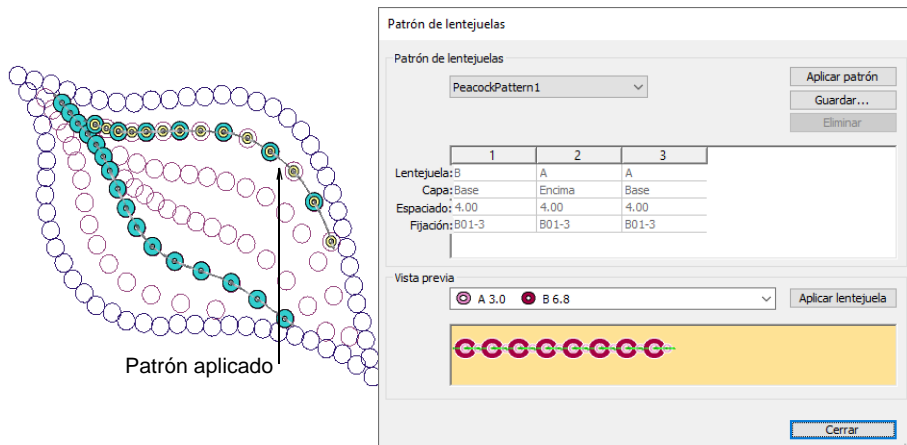 Patrón de lentejuelas
Patrón de lentejuelas
PeacockPattern1
Aplicar patrón
Guardar...
Eliminar
1 2 3
Lentejuela: B A A
Capa: Base Encima Base
Espaciado: 4.00 4.00 4.00
Fijación: B01-3 B01-3 B01-3
Vista previa
A 3.0 B 6.8
Aplicar lentejuela
Cerrar
Patrón aplicado